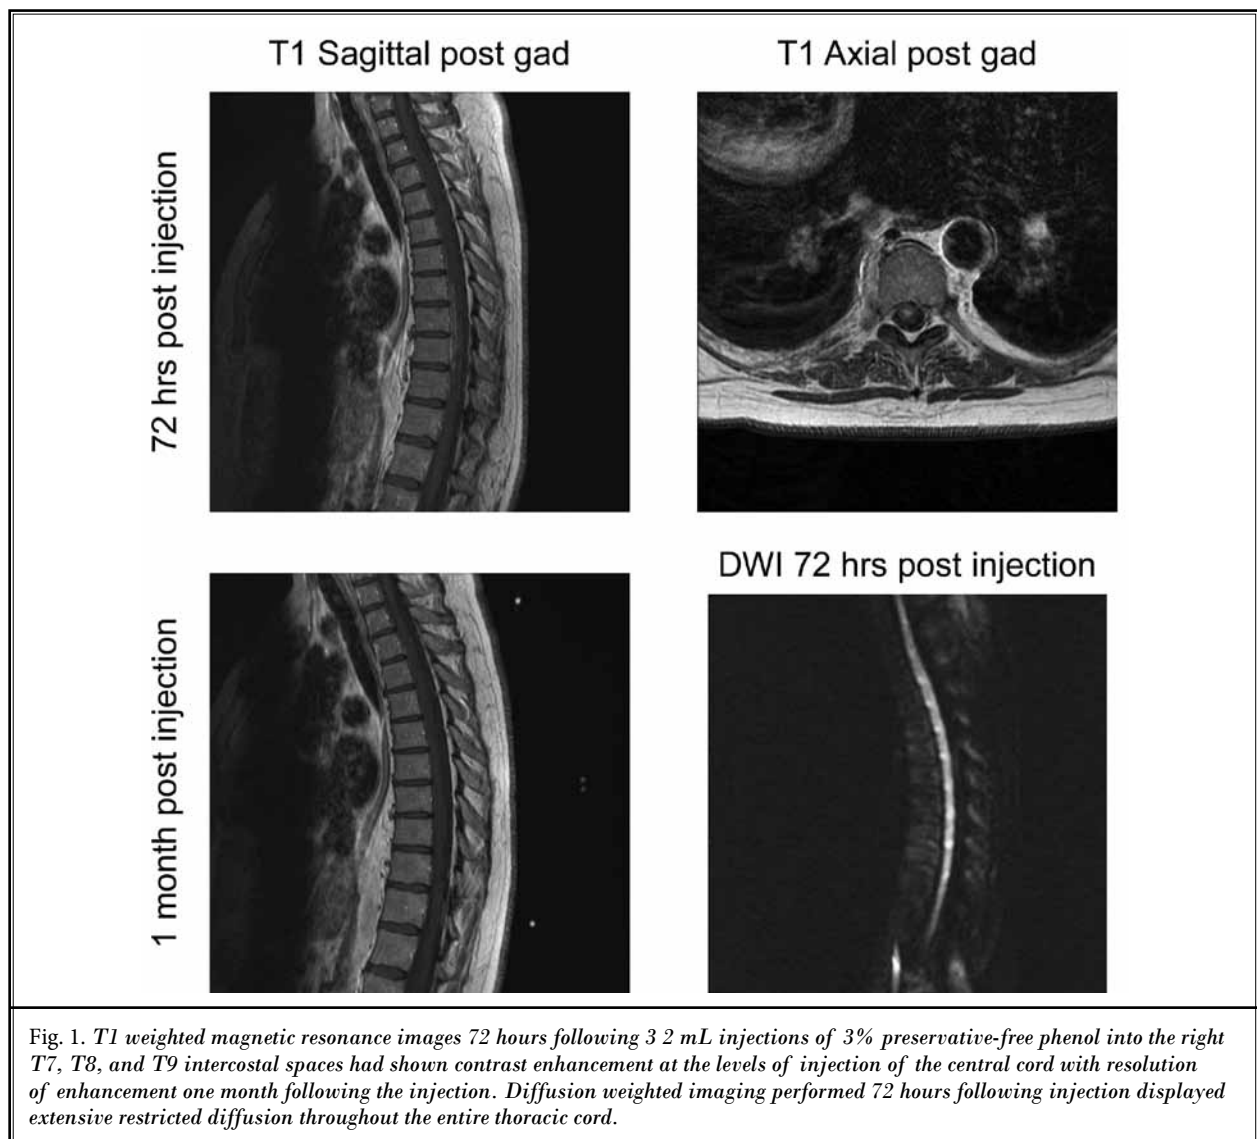 T1 Sagittal post gad
T1 Axial post gad
72 hrs post injection
DWI 72 hrs post injection
1 month post injection
Fig. 1. T1 weighted magnetic resonance images 72 hours following 3 2 mL injections of 3% preservative-free phenol into the right
T7, T8, and T9 intercostal spaces had shown contrast enhancement at the levels of injection of the central cord with resolution
of enhancement one month following the injection. Diffusion weighted imaging performed 72 hours following injection displayed
extensive restricted diffusion throughout the entire thoracic cord.